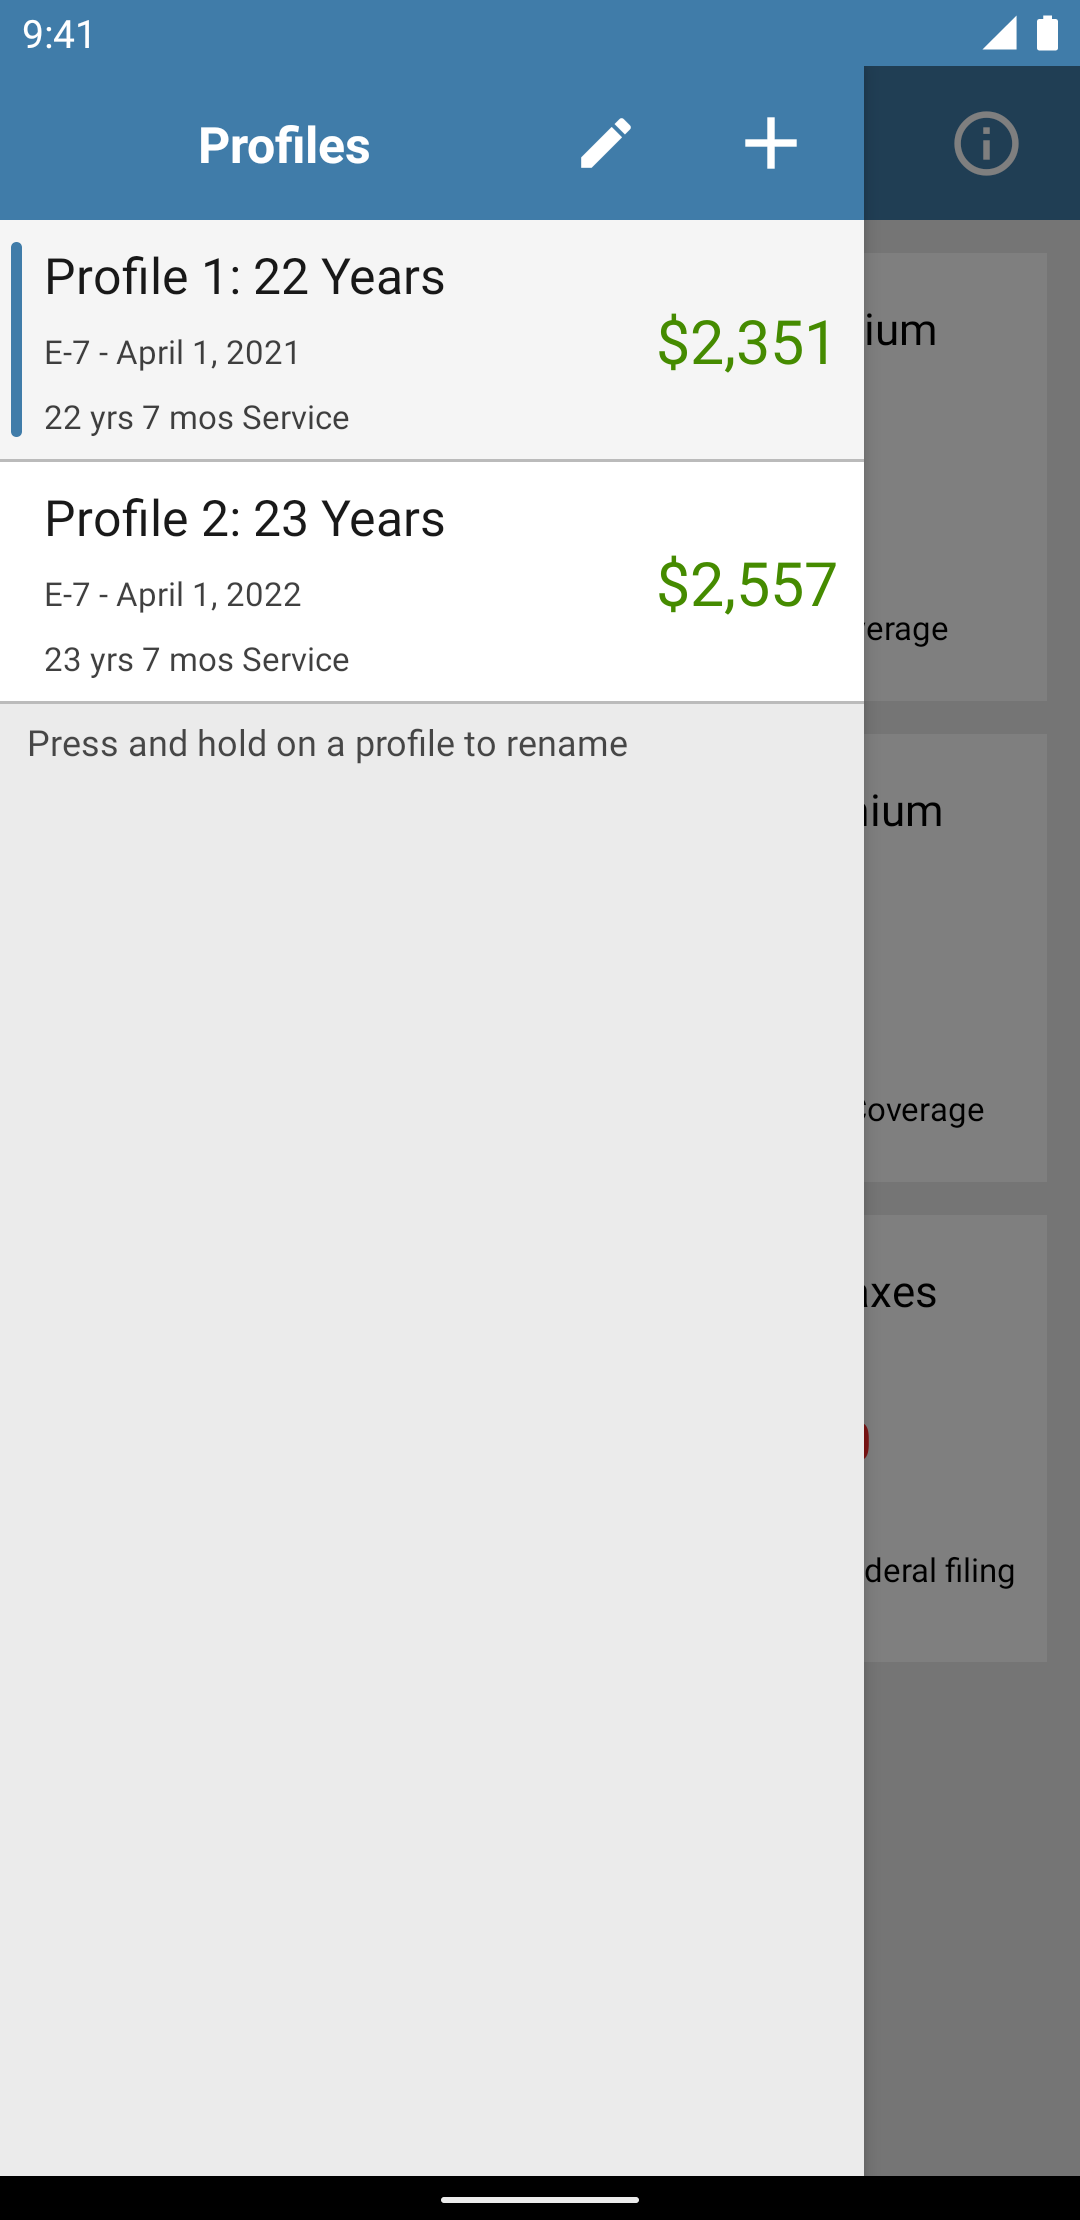 9:41
Profiles
Profile 1: 22 Years
E-7 - April 1, 2021
22 yrs 7 mos Service
$2,351
Profile 2: 23 Years
E-7 - April 1, 2022
23 yrs 7 mos Service
$2,557
Press and hold on a profile to rename
ium
erage
ium
overage
xes
deral filing